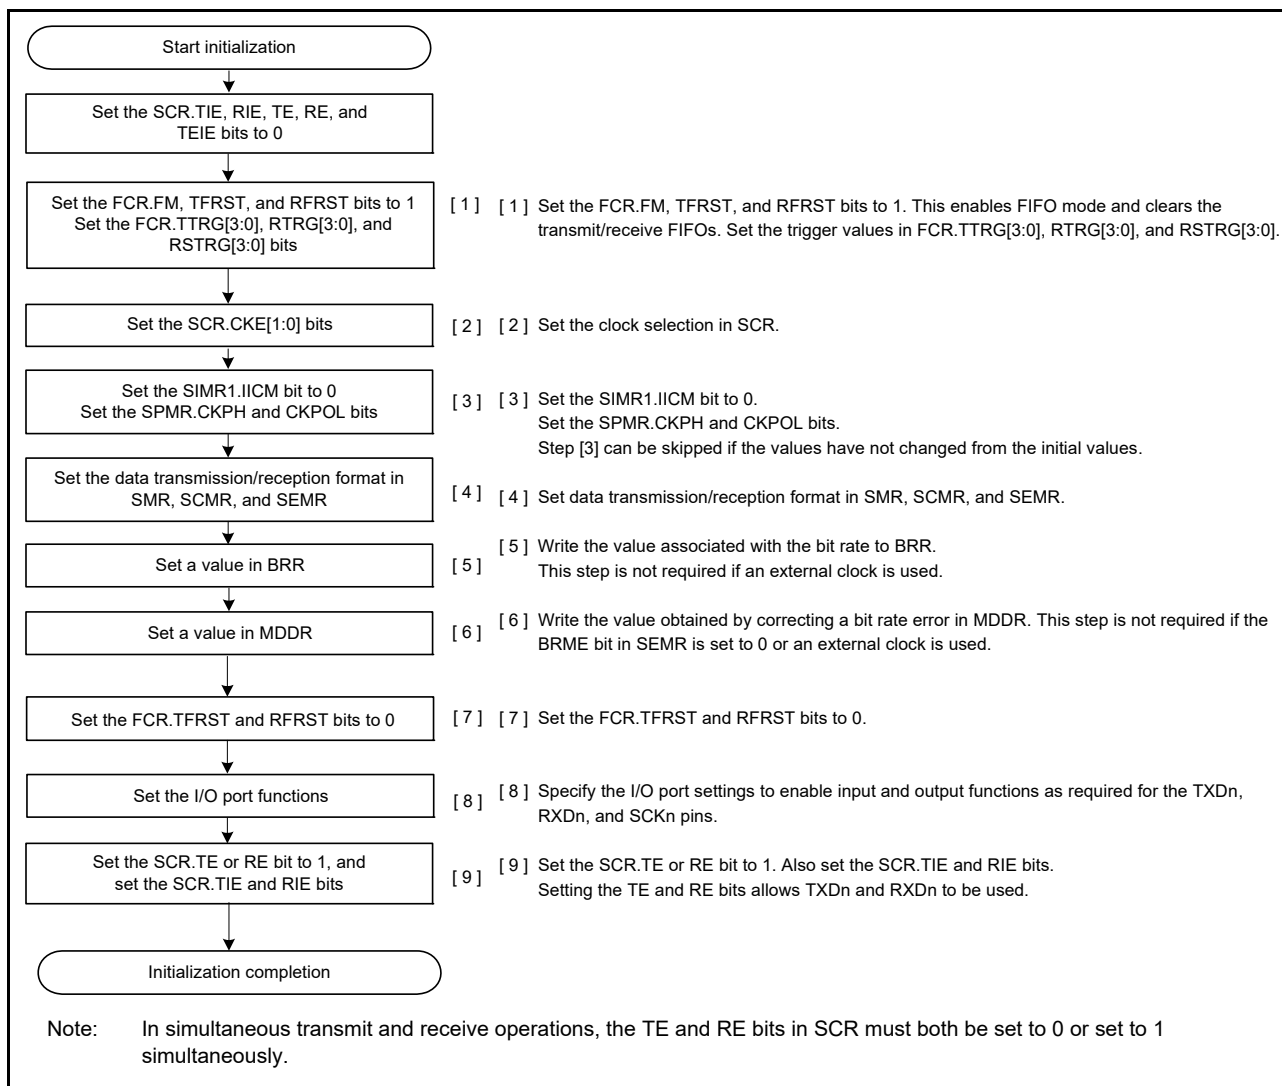 Start initialization
Set the SCR.TIE, RIE, TE, RE, and
TEIE bits to 0
Set the FCR.FM, TFRST, and RFRST bits to 1
Set the FCR.TTRG[3:0], RTRG[3:0], and
RSTRG[3:0] bits
[ 1 ]
[ 1 ] Set the FCR.FM, TFRST, and RFRST bits to 1. This enables FIFO mode and clears the
transmit/receive FIFOs. Set the trigger values in FCR.TTRG[3:0], RTRG[3:0], and RSTRG[3:0].
Set the SCR.CKE[1:0] bits
[ 2 ]
[ 2 ] Set the clock selection in SCR.
Set the SIMR1.IICM bit to 0
Set the SPMR.CKPH and CKPOL bits
[ 3 ]
[ 3 ] Set the SIMR1.IICM bit to 0.
Set the SPMR.CKPH and CKPOL bits.
Step [3] can be skipped if the values have not changed from the initial values.
Set the data transmission/reception format in
SMR, SCMR, and SEMR
[ 4 ]
[ 4 ] Set data transmission/reception format in SMR, SCMR, and SEMR.
Set a value in BRR
[ 5 ]
[ 5 ] Write the value associated with the bit rate to BRR.
This step is not required if an external clock is used.
Set a value in MDDR
[ 6 ]
[ 6 ] Write the value obtained by correcting a bit rate error in MDDR. This step is not required if the
BRME bit in SEMR is set to 0 or an external clock is used.
Set the FCR.TFRST and RFRST bits to 0
[ 7 ]
[ 7 ] Set the FCR.TFRST and RFRST bits to 0.
Set the I/O port functions
[ 8 ]
[ 8 ] Specify the I/O port settings to enable input and output functions as required for the TXDn,
RXDn, and SCKn pins.
Set the SCR.TE or RE bit to 1, and
set the SCR.TIE and RIE bits
[ 9 ]
[ 9 ] Set the SCR.TE or RE bit to 1. Also set the SCR.TIE and RIE bits.
Setting the TE and RE bits allows TXDn and RXDn to be used.
Initialization completion
Note: In simultaneous transmit and receive operations, the TE and RE bits in SCR must both be set to 0 or set to 1
simultaneously.